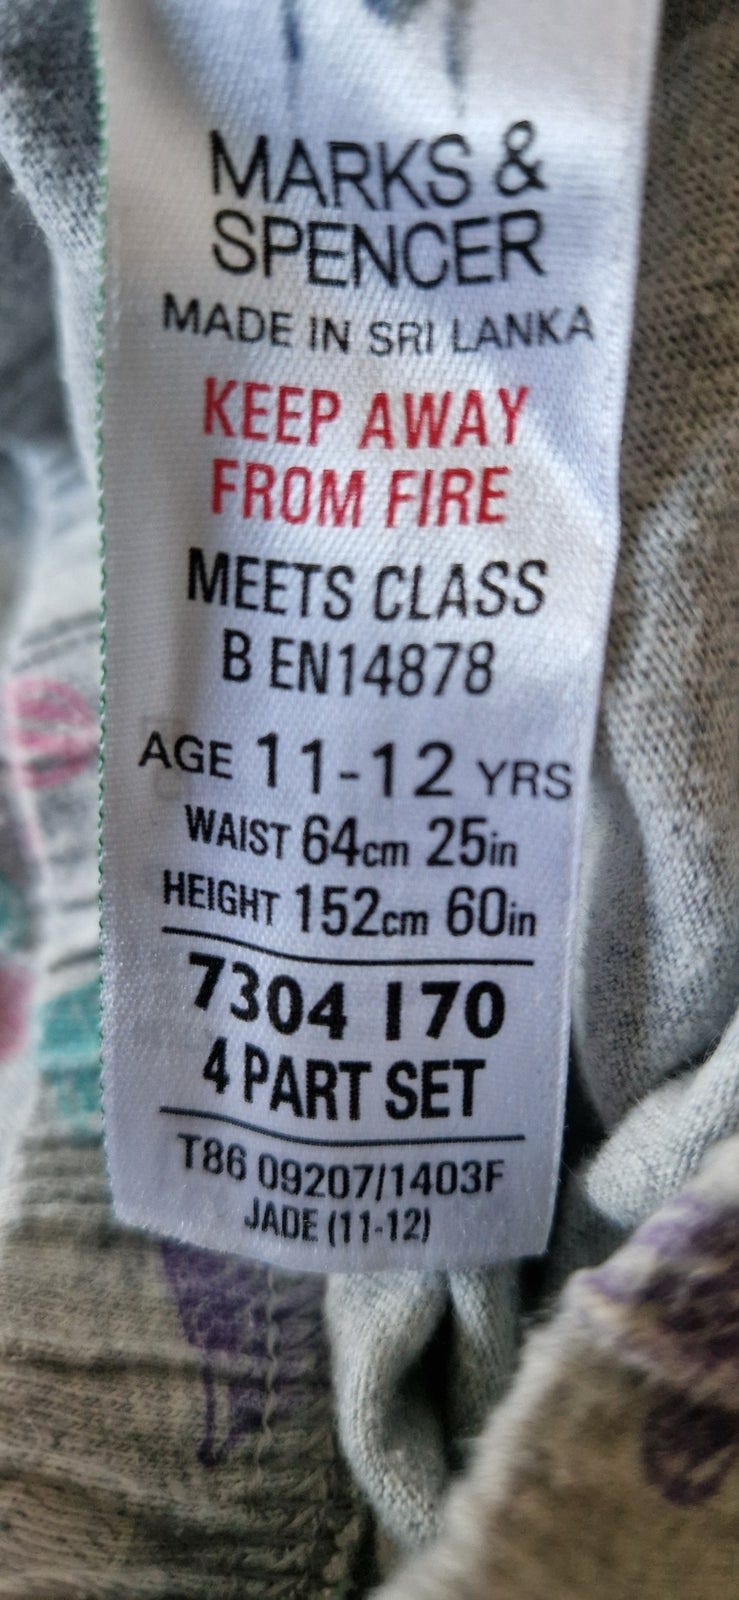 MARKS &
SPENCER
MADE IN SRI LANKA
KEEP AWAY
FROM FIRE
MEETS CLASS
B EN14878
AGE 11-12 YRS
WAIST 64cm 25in
HEIGHT 152cm 60in
7304 170
4 PART SET
T86 09207/1403F
JADE (11-12)